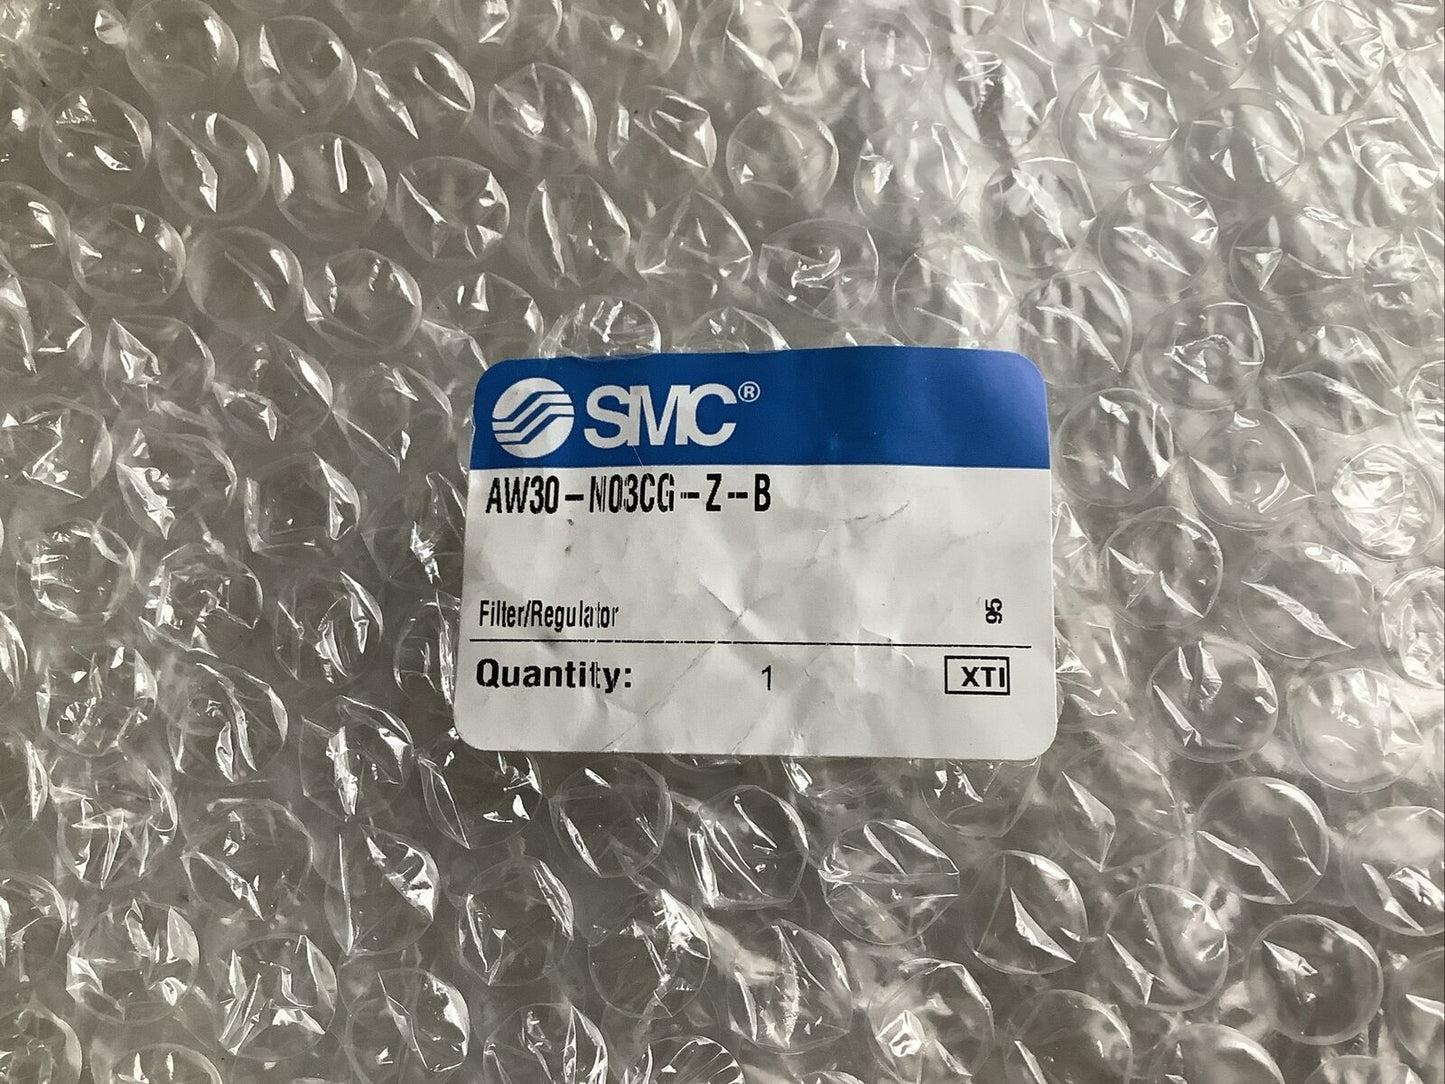 SMC®
AW30-N03CG-Z-B
Filter/Regulator 95
Quantity: 1 XTI